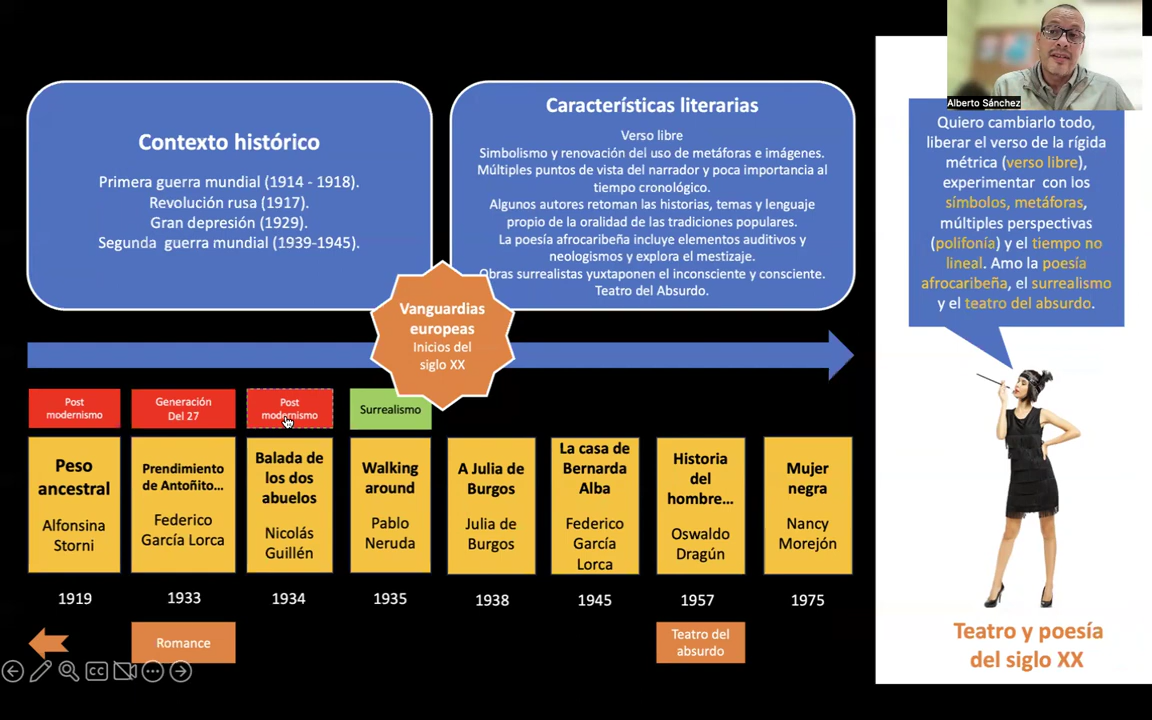 Alberto Sánchez
Contexto histórico
Primera guerra mundial (1914 - 1918).
Revolución rusa (1917).
Gran depresión (1929).
Segunda guerra mundial (1939-1945).
Características literarias
Verso libre
Simbolismo y renovación del uso de metáforas e imágenes.
Múltiples puntos de vista del narrador y poca importancia al
tiempo cronológico.
Algunos autores retoman las historias, temas y lenguaje
propio de la oralidad de las tradiciones populares.
La poesía afrocaribeña incluye elementos auditivos y
neologismos y explora el mestizaje.
Obras surrealistas yuxtaponen el inconsciente y consciente.
Teatro del Absurdo.
Quiero cambiarlo todo,
liberar el verso de la rígida
métrica (verso libre),
experimentar con los
símbolos, metáforas,
múltiples perspectivas
(polifonía) y el tiempo no
lineal. Amo la poesía
afrocaribeña, el surrealismo
y el teatro del absurdo.
Vanguardias
europeas
Inicios del
siglo XX
Post
modernismo
Generación
Del 27
Post
modernismo
Surrealismo
Peso
ancestral
Alfonsina
Storni
Prendimiento
de Antoñito...
Federico
García Lorca
Balada de
los dos
abuelos
Nicolás
Guillén
Walking
around
Pablo
Neruda
A Julia de
Burgos
Julia de
Burgos
La casa de
Bernarda
Alba
Federico
García
Lorca
Historia
del
hombre...
Oswaldo
Dragún
Mujer
negra
Nancy
Morejón
1919
1933
1934
1935
1938
1945
1957
1975
Romance
Teatro del
absurdo
Teatro y poesía
del siglo XX
CC